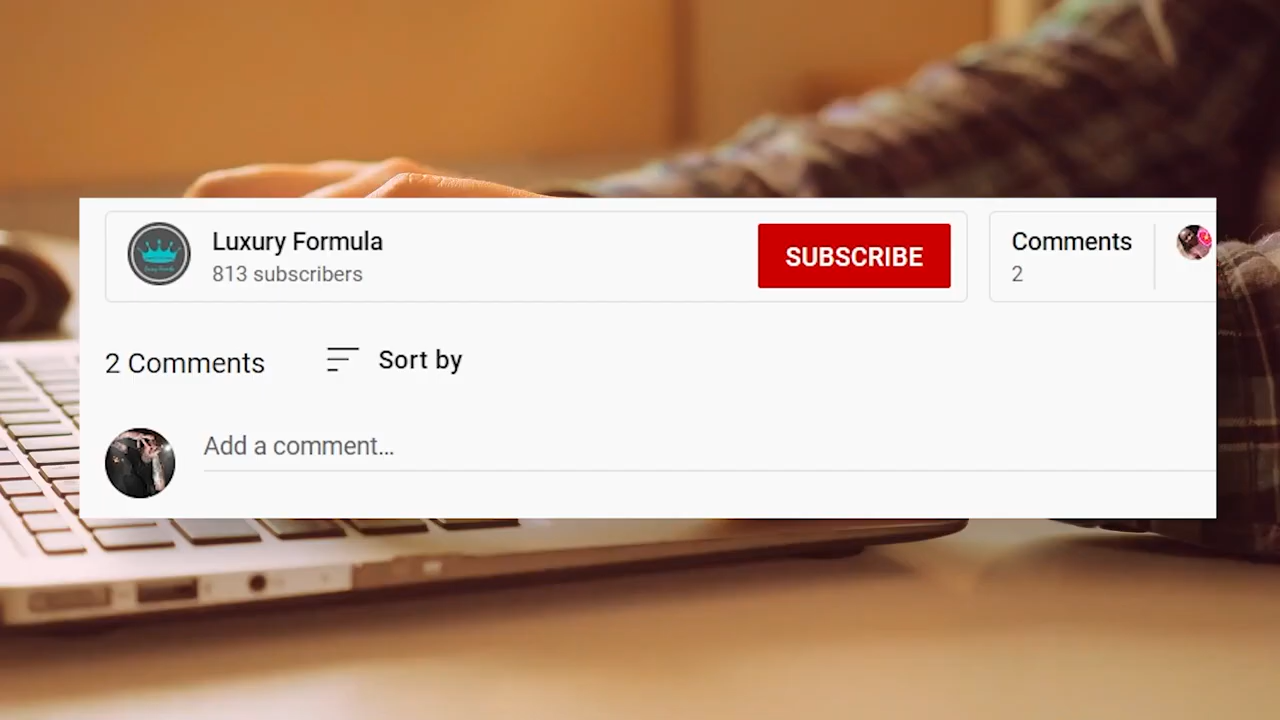 Luxury Formula
813 subscribers
SUBSCRIBE
Comments
2
2 Comments
Sort by
Add a comment...